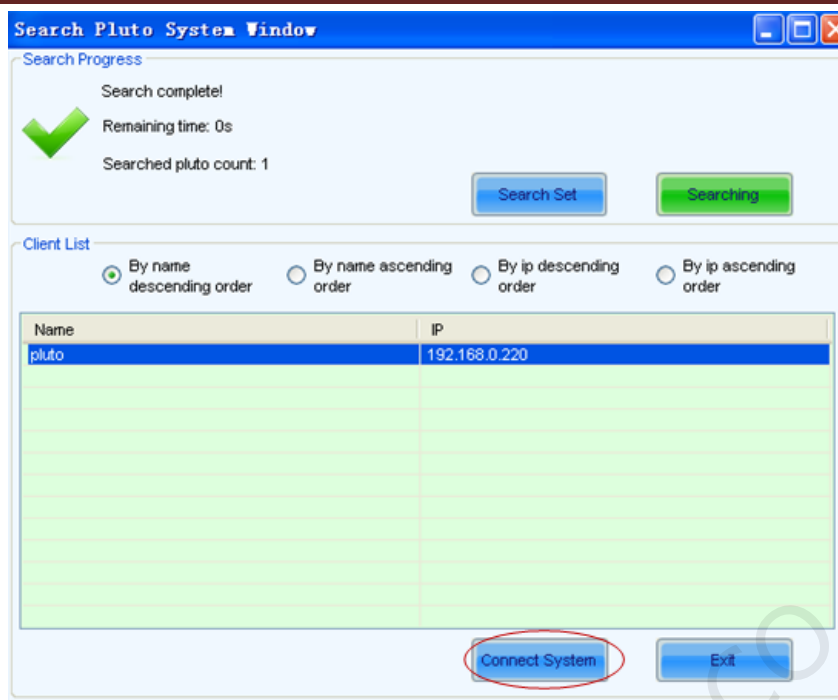 Search Pluto System Window
Search Progress
Search complete!
Remaining time: 0s
Searched pluto count: 1
Search Set
Searching
Client List
By name
descending order
By name ascending
order
By ip descending
order
By ip ascending
order
Name IP
pluto 192.168.0.220
Connect System
Exit